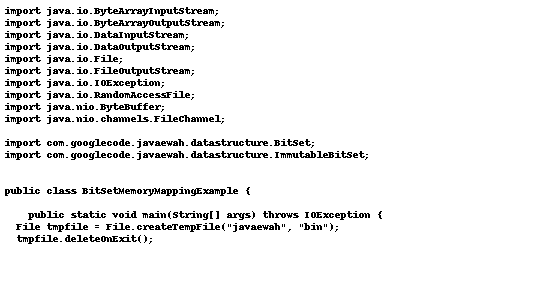 import java.io.ByteArrayInputStream;
import java.io.ByteArrayOutputStream;
import java.io.DataInputStream;
import java.io.DataOutputStream;
import java.io.File;
import java.io.FileOutputStream;
import java.io.IOException;
import java.io.RandomAccessFile;
import java.nio.ByteBuffer;
import java.nio.channels.FileChannel;

import com.googlecode.javaewah.datastructure.BitSet;
import com.googlecode.javaewah.datastructure.ImmutableBitSet;


public class BitSetMemoryMappingExample {

    public static void main(String[] args) throws IOException {
  File tmpfile = File.createTempFile("javaewah", "bin");
  tmpfile.deleteOnExit();